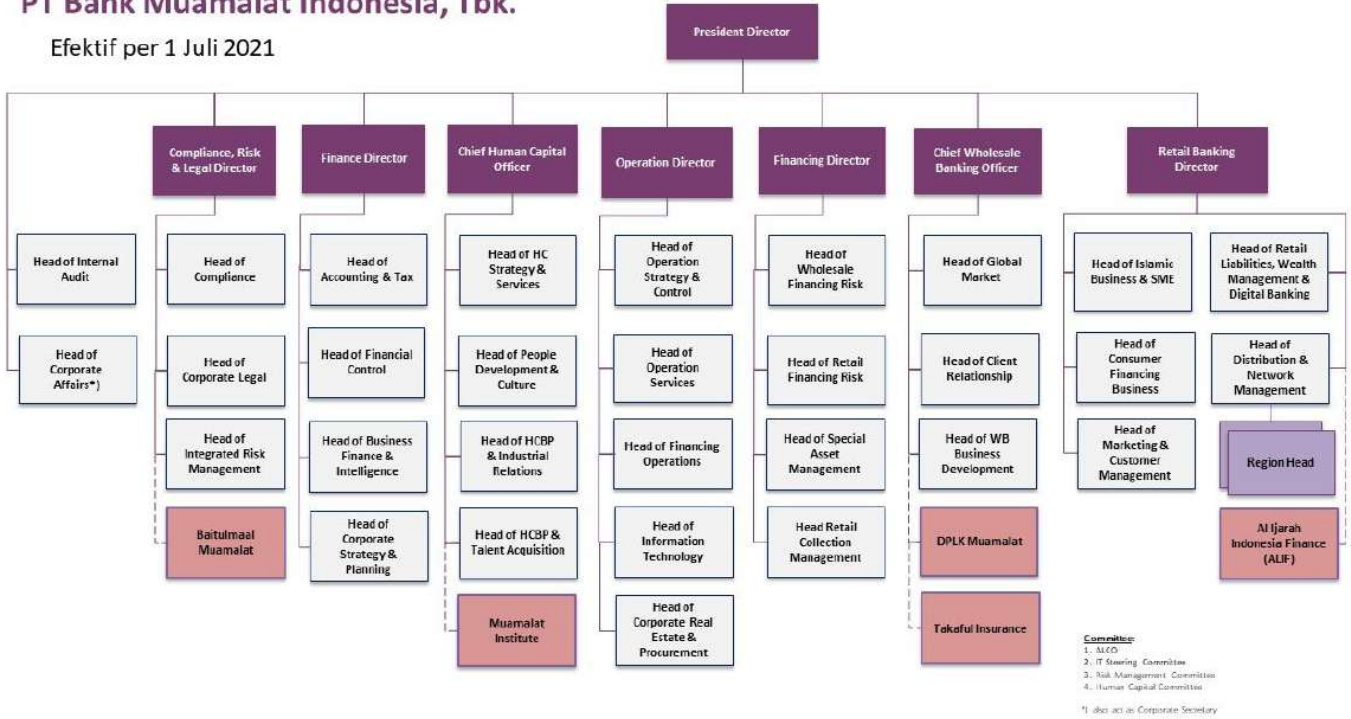 PT Bank Muamalat Indonesia, Tbk.
Efektif per 1 Juli 2021
President Director
Compliance, Risk
& Legal Director
Finance Director
Chief Human Capital
Officer
Operation Director
Financing Director
Chief Wholesale
Banking Officer
Retail Banking
Director
Head of Internal
Audit
Head of
Compliance
Head of
Accounting & Tax
Head of HC
Strategy &
Services
Head of
Operation
Strategy &
Control
Head of
Wholesale
Financing Risk
Head of Global
Market
Head of Islamic
Business & SME
Head of Retail
Liabilities, Wealth
Management &
Digital Banking
Head of
Corporate
Affairs*)
Head of
Corporate Legal
Head of Financial
Control
Head of People
Development &
Culture
Head of
Operation
Services
Head of Retail
Financing Risk
Head of Client
Relationship
Head of
Consumer
Financing
Business
Head of
Distribution &
Network
Management
Head of
Integrated Risk
Management
Head of Business
Finance &
Intelligence
Head of HCBP
& Industrial
Relations
Head of Financing
Operations
Head of Special
Asset
Management
Head of WB
Business
Development
Head of
Marketing &
Customer
Management
Region Head
Baitulmaal
Muamalat
Head of
Corporate
Strategy &
Planning
Head of HCBP &
Talent Acquisition
Head of
Information
Technology
Head Retail
Collection
Management
DPLK Muamalat
Al Ijarah
Indonesia Finance
(ALIF)
Muamalat
Institute
Head of
Corporate Real
Estate &
Procurement
Takaful Insurance
Committee:
1. ALCO
2. IT Steering Committee
3. Risk Management Committee
4. Human Capital Committee
*) also act as Corporate Secretary